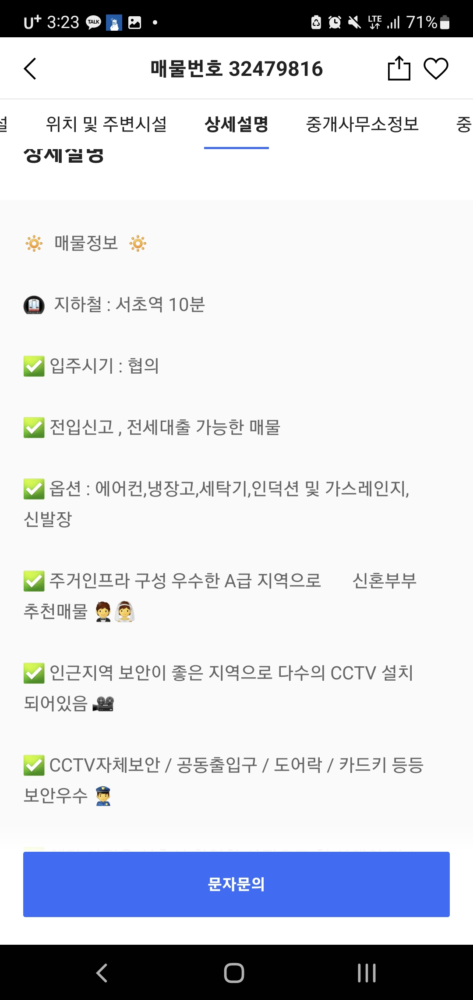 U+ 3:23 TALK LTE 71%
매물번호 32479816
설 위치 및 주변시설 상세설명 중개사무소정보 중
상세설명
🔅 매물정보 🔅
🚇 지하철 : 서초역 10분
✅ 입주시기 : 협의
✅ 전입신고 , 전세대출 가능한 매물
✅ 옵션 : 에어컨,냉장고,세탁기,인덕션 및 가스레인지,
신발장
✅ 주거인프라 구성 우수한 A급 지역으로 신혼부부
추천매물 🤵👰
✅ 인근지역 보안이 좋은 지역으로 다수의 CCTV 설치
되어있음 🎥
✅ CCTV자체보안 / 공동출입구 / 도어락 / 카드키 등등
보안우수 👮
문자문의